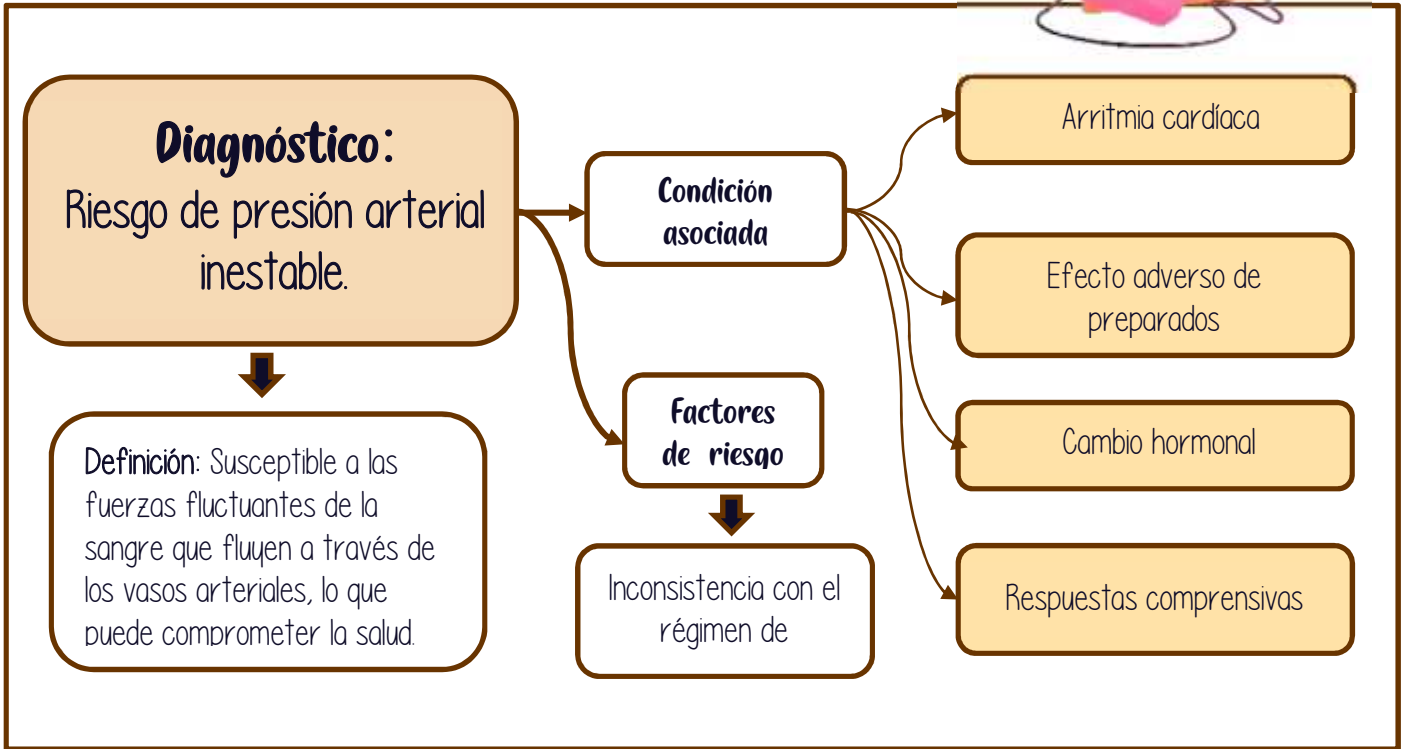 Diagnóstico:
Riesgo de presión arterial
inestable.
Definición: Susceptible a las
fuerzas fluctuantes de la
sangre que fluyen a través de
los vasos arteriales, lo que
puede comprometer la salud.
Condición
asociada
Factores
de riesgo
Inconsistencia con el
régimen de
Arritmia cardíaca
Efecto adverso de
preparados
Cambio hormonal
Respuestas comprensivas